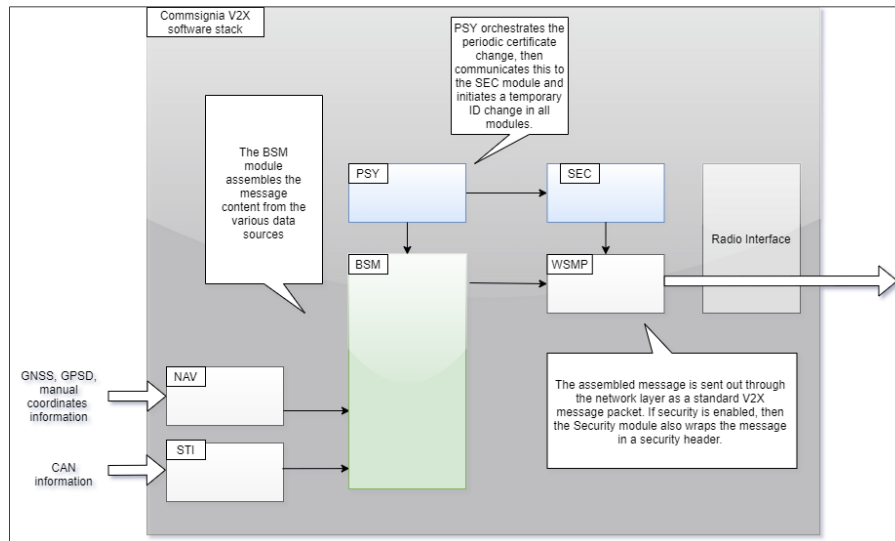 Commsignia V2X
software stack
PSY orchestrates the
periodic certificate
change, then
communicates this to
the SEC module and
initiates a temporary
ID change in all
modules.
The BSM
module
assembles the
message
content from the
various data
sources
PSY
SEC
Radio Interface
BSM
WSMP
GNSS, GPSD,
manual
coordinates
information
NAV
The assembled message is sent out through
the network layer as a standard V2X
message packet. If security is enabled, then
the Security module also wraps the message
in a security header.
STI
CAN
information